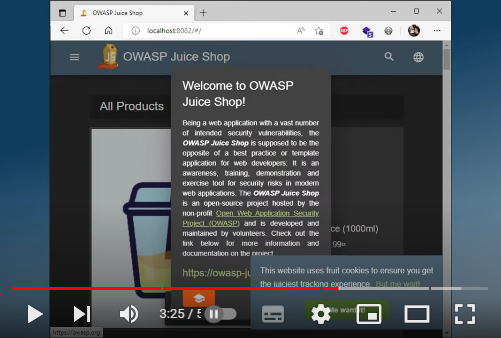 OWASP Juice Shop
localhost:8082/#/
OWASP Juice Shop
All Products
Welcome to OWASP
Juice Shop!
Being a web application with a vast number
of intended security vulnerabilities, the
OWASP Juice Shop is supposed to be the
opposite of a best practice or template
application for web developers: It is an
awareness, training, demonstration and
exercise tool for security risks in modern
web applications. The OWASP Juice Shop
is an open-source project hosted by the
non-profit Open Web Application Security
Project (OWASP) and is developed and
maintained by volunteers. Check out the
link below for more information and
documentation on the project.
ce (1000ml)
99¤
https://owasp-ju
This website uses fruit cookies to ensure you get
the juiciest tracking experience. But me wait!
Me want it!
3:25 / 5
https://owasp.org